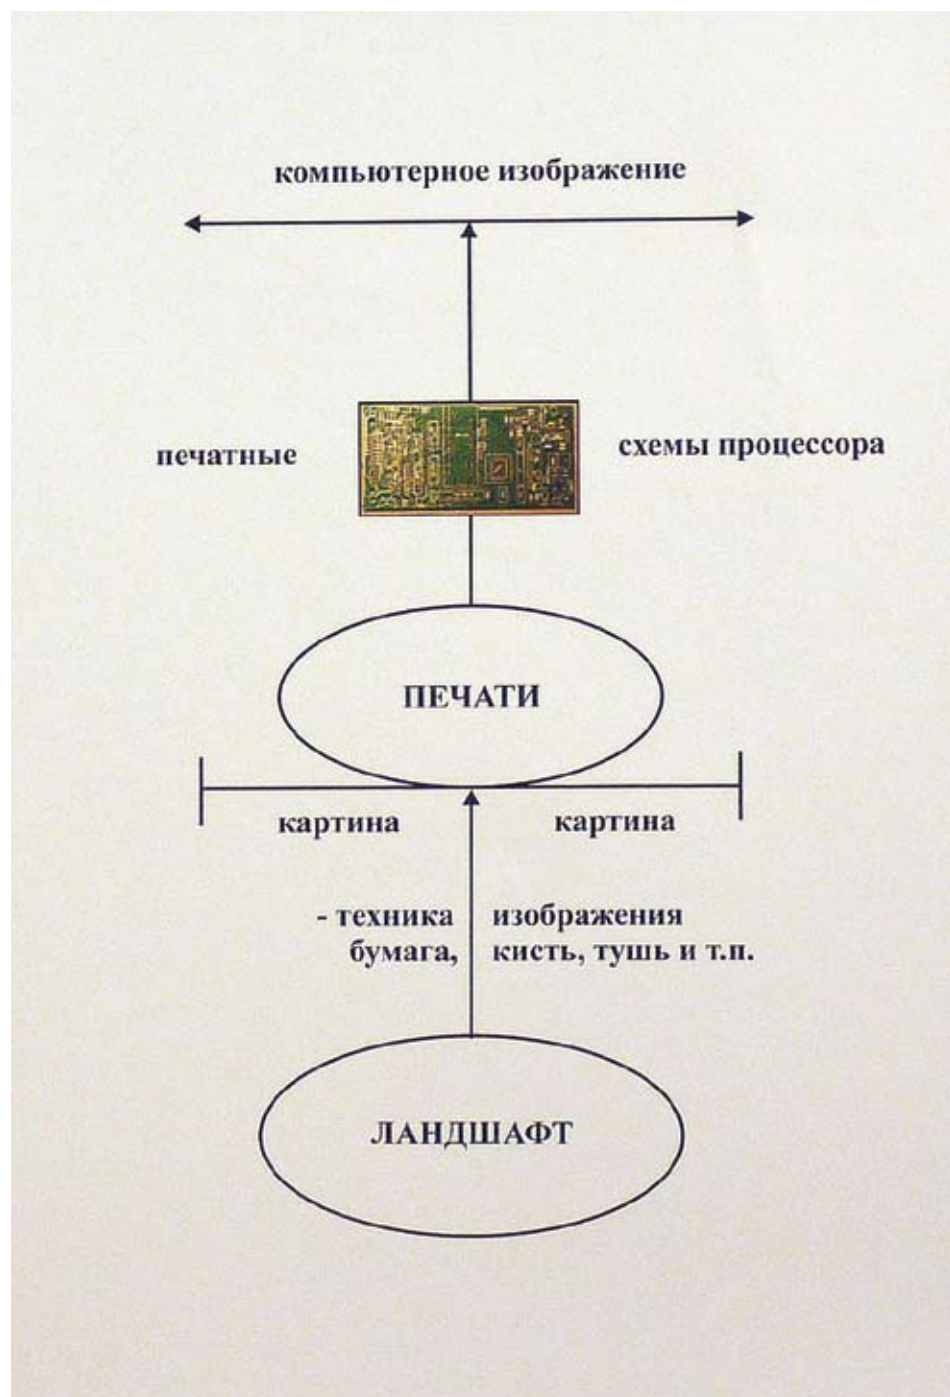 компьютерное изображение
печатные схемы процессора
ПЕЧАТИ
картина картина
- техника изображения
бумага, кисть, тушь и т.п.
ЛАНДШАФТ